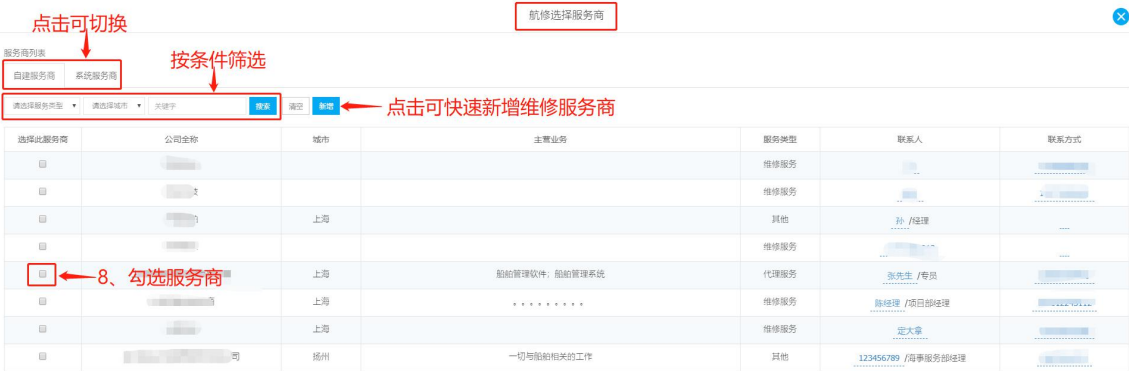 航修选择服务商
点击可切换
服务商列表
自建服务商 系统服务商
按条件筛选
请选择服务类型 请选择城市 关键字 搜索 清空 新增 点击可快速新增维修服务商
选择此服务商 公司全称 城市 主营业务 服务类型 联系人 联系方式
维修服务
维修服务
上海 其他 孙 /经理
维修服务
8、勾选服务商 上海 船舶管理软件；船舶管理系统 代理服务 张先生 /专员
上海 。。。。。。。。。 维修服务 陈经理 /项目部经理
上海 维修服务 定大拿
司 扬州 一切与船舶相关的工作 其他 123456789 /海事服务部经理